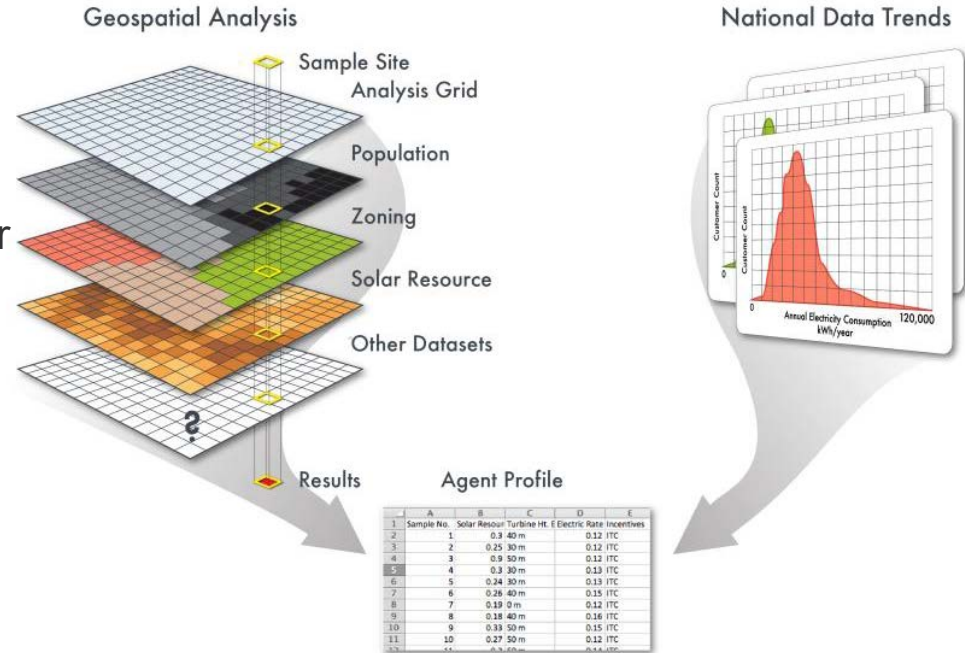 Geospatial Analysis
National Data Trends
Sample Site
Analysis Grid
Population
Zoning
r
Solar Resource
Other Datasets
?
Results
Customer Count
0
Customer Count
0
Annual Electricity Consumption
kWh/year
120,000
Agent Profile
A B C D E
1 Sample No. Solar Resour Turbine Ht. E Electric Rate Incentives
2 1 0.3 40 m 0.12 ITC
3 2 0.25 30 m 0.12 ITC
4 3 0.9 50 m 0.12 ITC
5 4 0.3 30 m 0.13 ITC
6 5 0.24 30 m 0.13 ITC
7 6 0.26 40 m 0.15 ITC
8 7 0.19 0 m 0.12 ITC
9 8 0.18 40 m 0.16 ITC
10 9 0.33 50 m 0.15 ITC
11 10 0.27 50 m 0.12 ITC